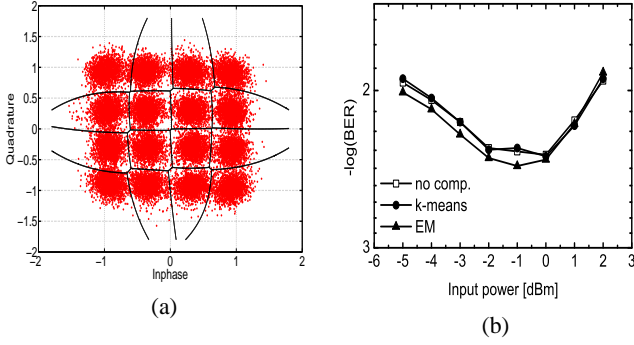 2
1.5
1
0.5
0
−0.5
−1
−1.5
−2
Quadrature
−2 −1 0 1 2
Inphase
(a)
2
3
-log(BER)
no comp.
k-means
EM
-6 -5 -4 -3 -2 -1 0 1 2 3
Input power [dBm]
(b)